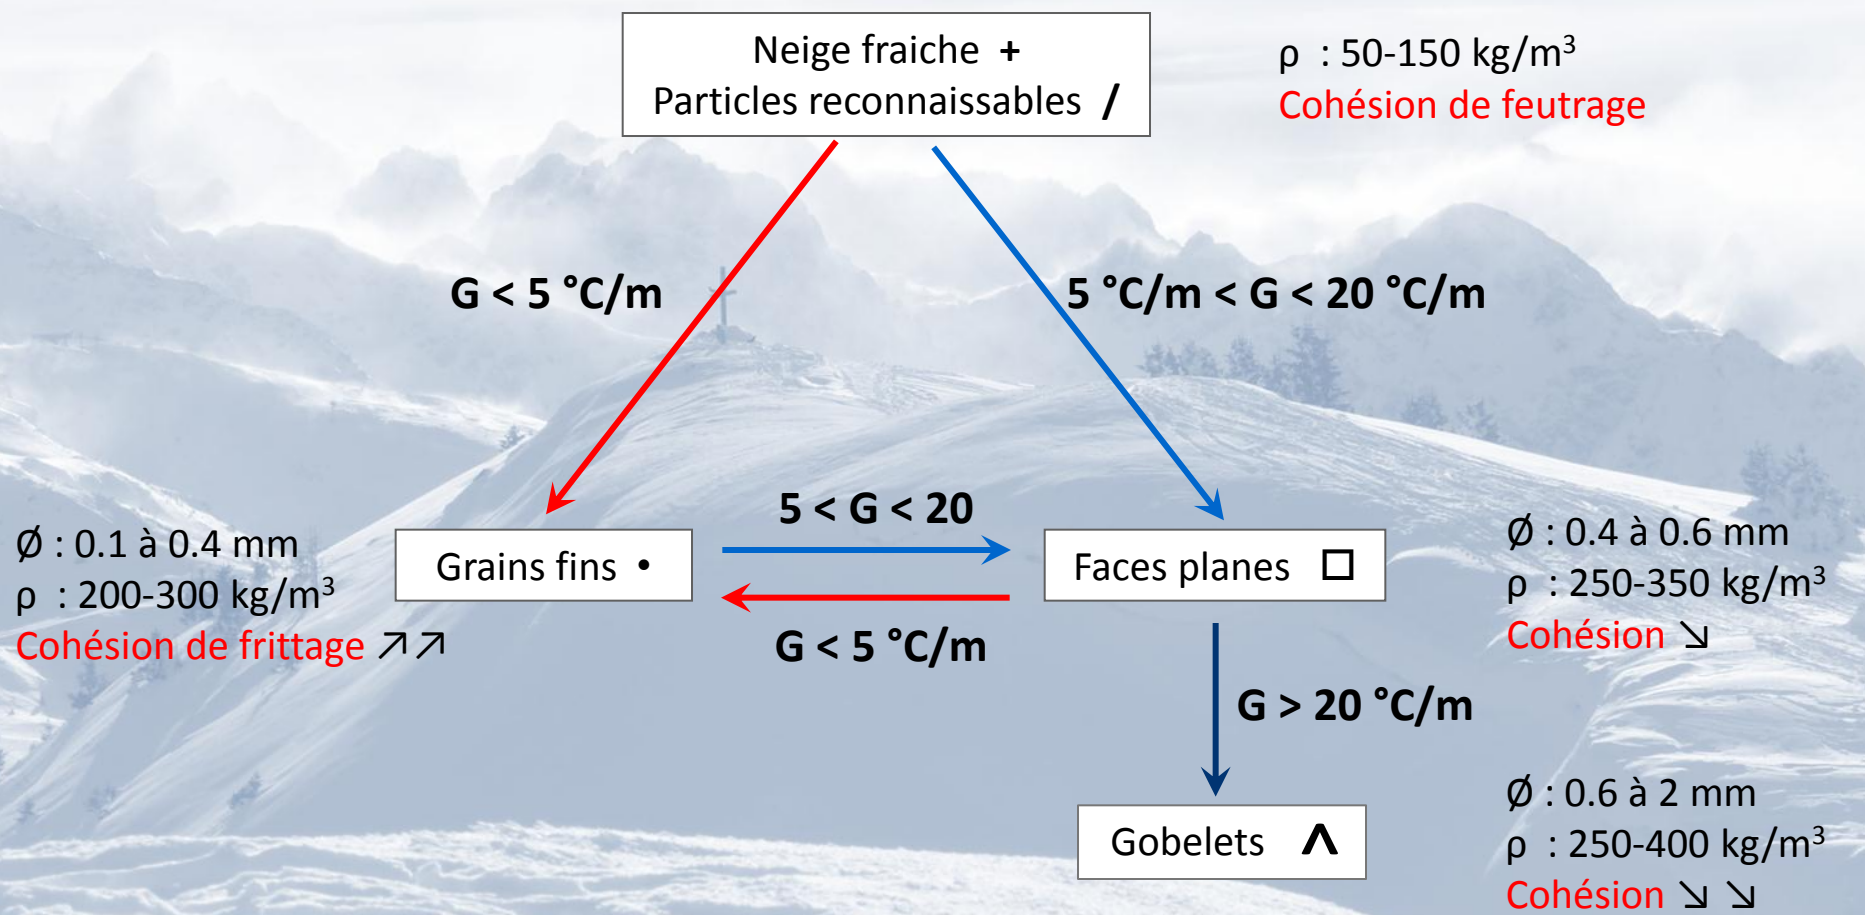 Neige fraiche +
Particles reconnaissables /
ρ : 50-150 kg/m³
Cohésion de feutrage
G < 5 °C/m
5 °C/m < G < 20 °C/m
Ø : 0.1 à 0.4 mm
ρ : 200-300 kg/m³
Cohésion de frittage ↗↗
Grains fins •
5 < G < 20
G < 5 °C/m
Faces planes □
Ø : 0.4 à 0.6 mm
ρ : 250-350 kg/m³
Cohésion ↘
G > 20 °C/m
Gobelets ʌ
Ø : 0.6 à 2 mm
ρ : 250-400 kg/m³
Cohésion ↘ ↘